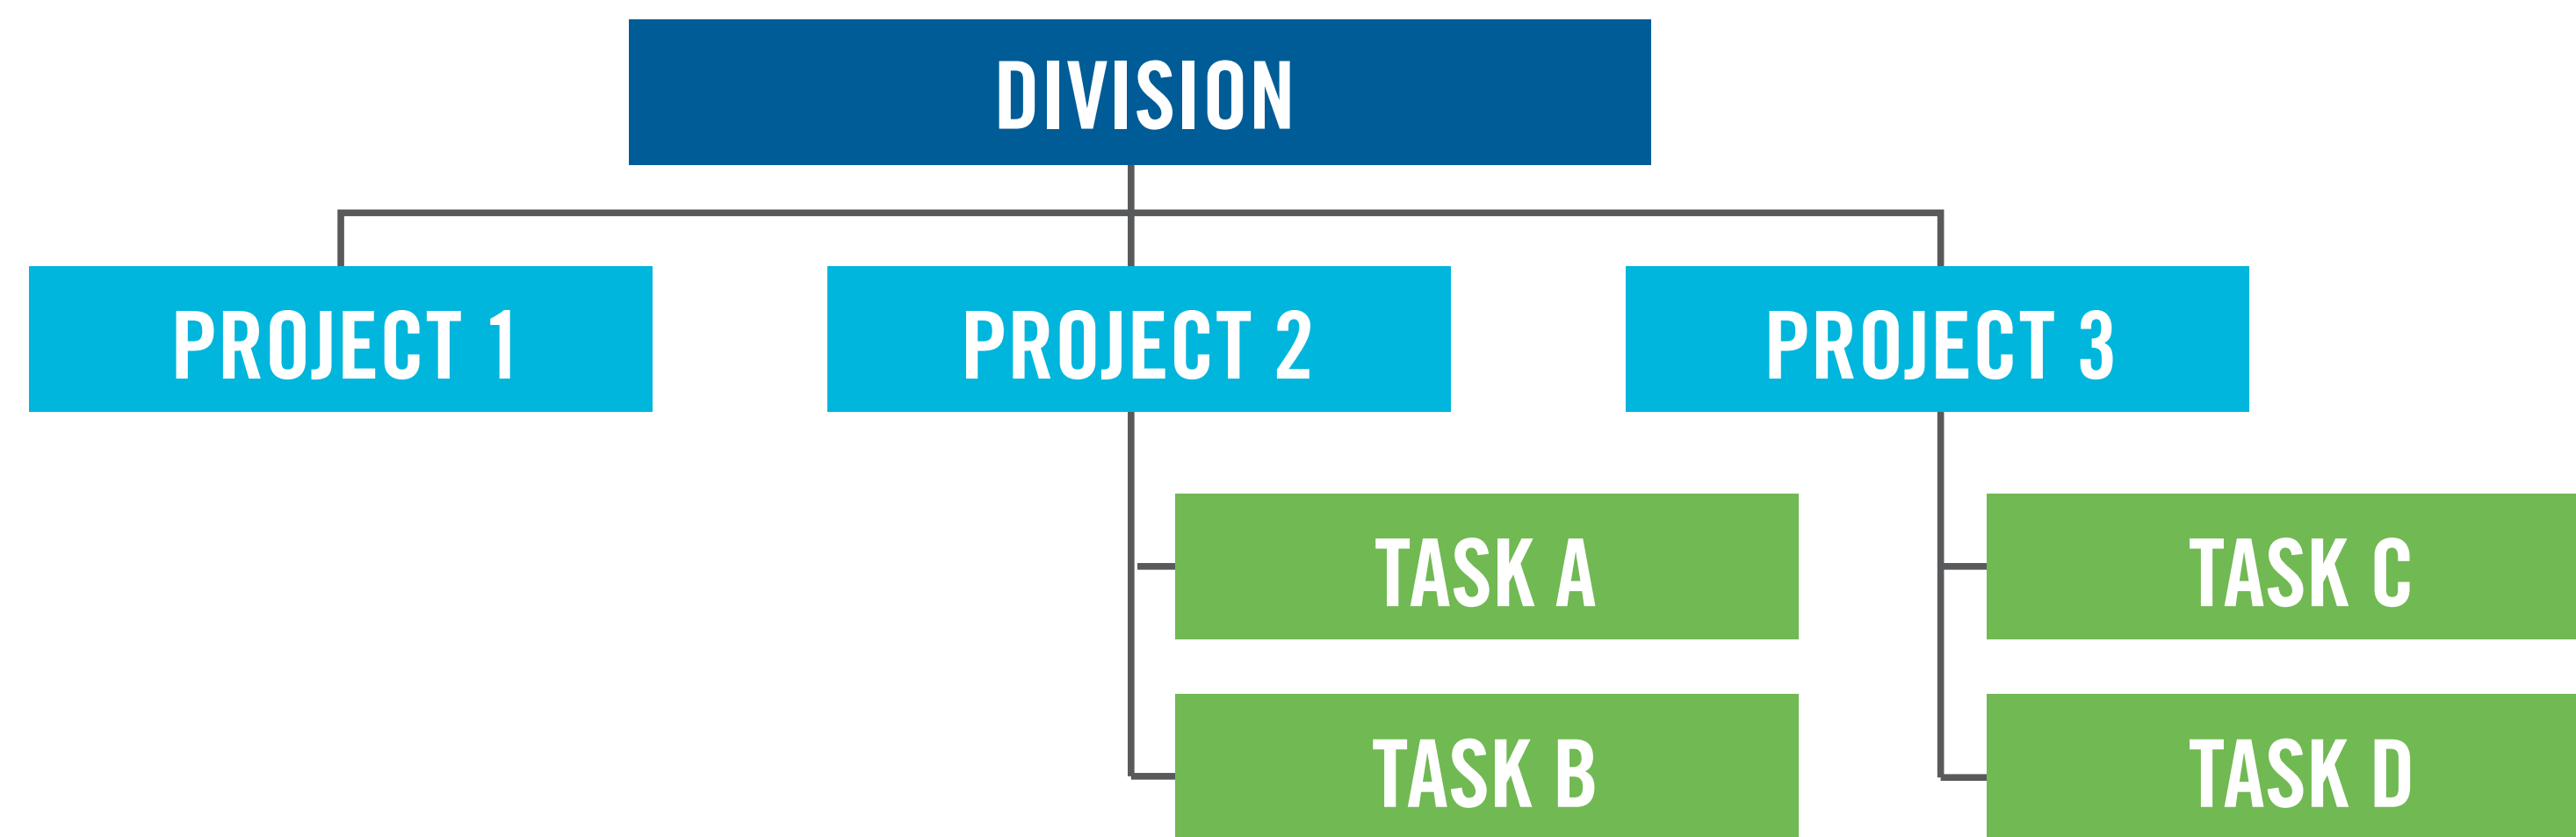 DIVISION
PROJECT 1
PROJECT 2
PROJECT 3
TASK A
TASK C
TASK B
TASK D